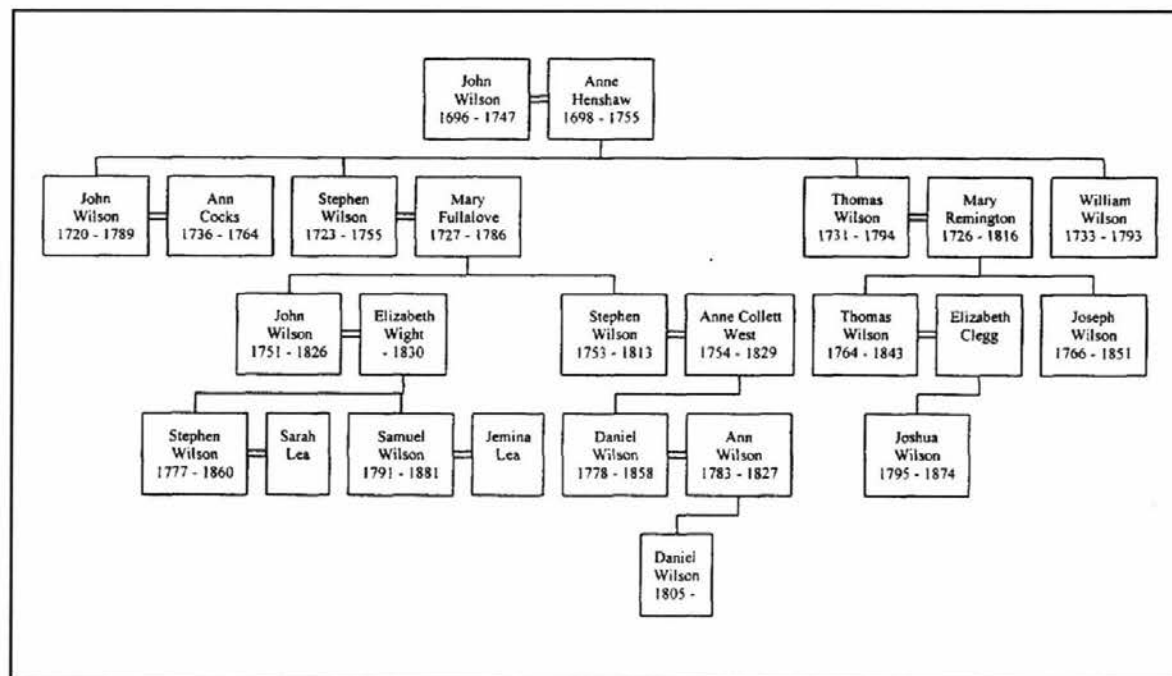 John
Wilson
1696 - 1747
Anne
Henshaw
1698 - 1755
John
Wilson
1720 - 1789
Ann
Cocks
1736 - 1764
Stephen
Wilson
1723 - 1755
Mary
Fullalove
1727 - 1786
Thomas
Wilson
1731 - 1794
Mary
Remington
1726 - 1816
William
Wilson
1733 - 1793
John
Wilson
1751 - 1826
Elizabeth
Wight
- 1830
Stephen
Wilson
1753 - 1813
Anne Collett
West
1754 - 1829
Thomas
Wilson
1764 - 1843
Elizabeth
Clegg
Joseph
Wilson
1766 - 1851
Stephen
Wilson
1777 - 1860
Sarah
Lea
Samuel
Wilson
1791 - 1881
Jemina
Lea
Daniel
Wilson
1778 - 1858
Ann
Wilson
1783 - 1827
Joshua
Wilson
1795 - 1874
Daniel
Wilson
1805 -